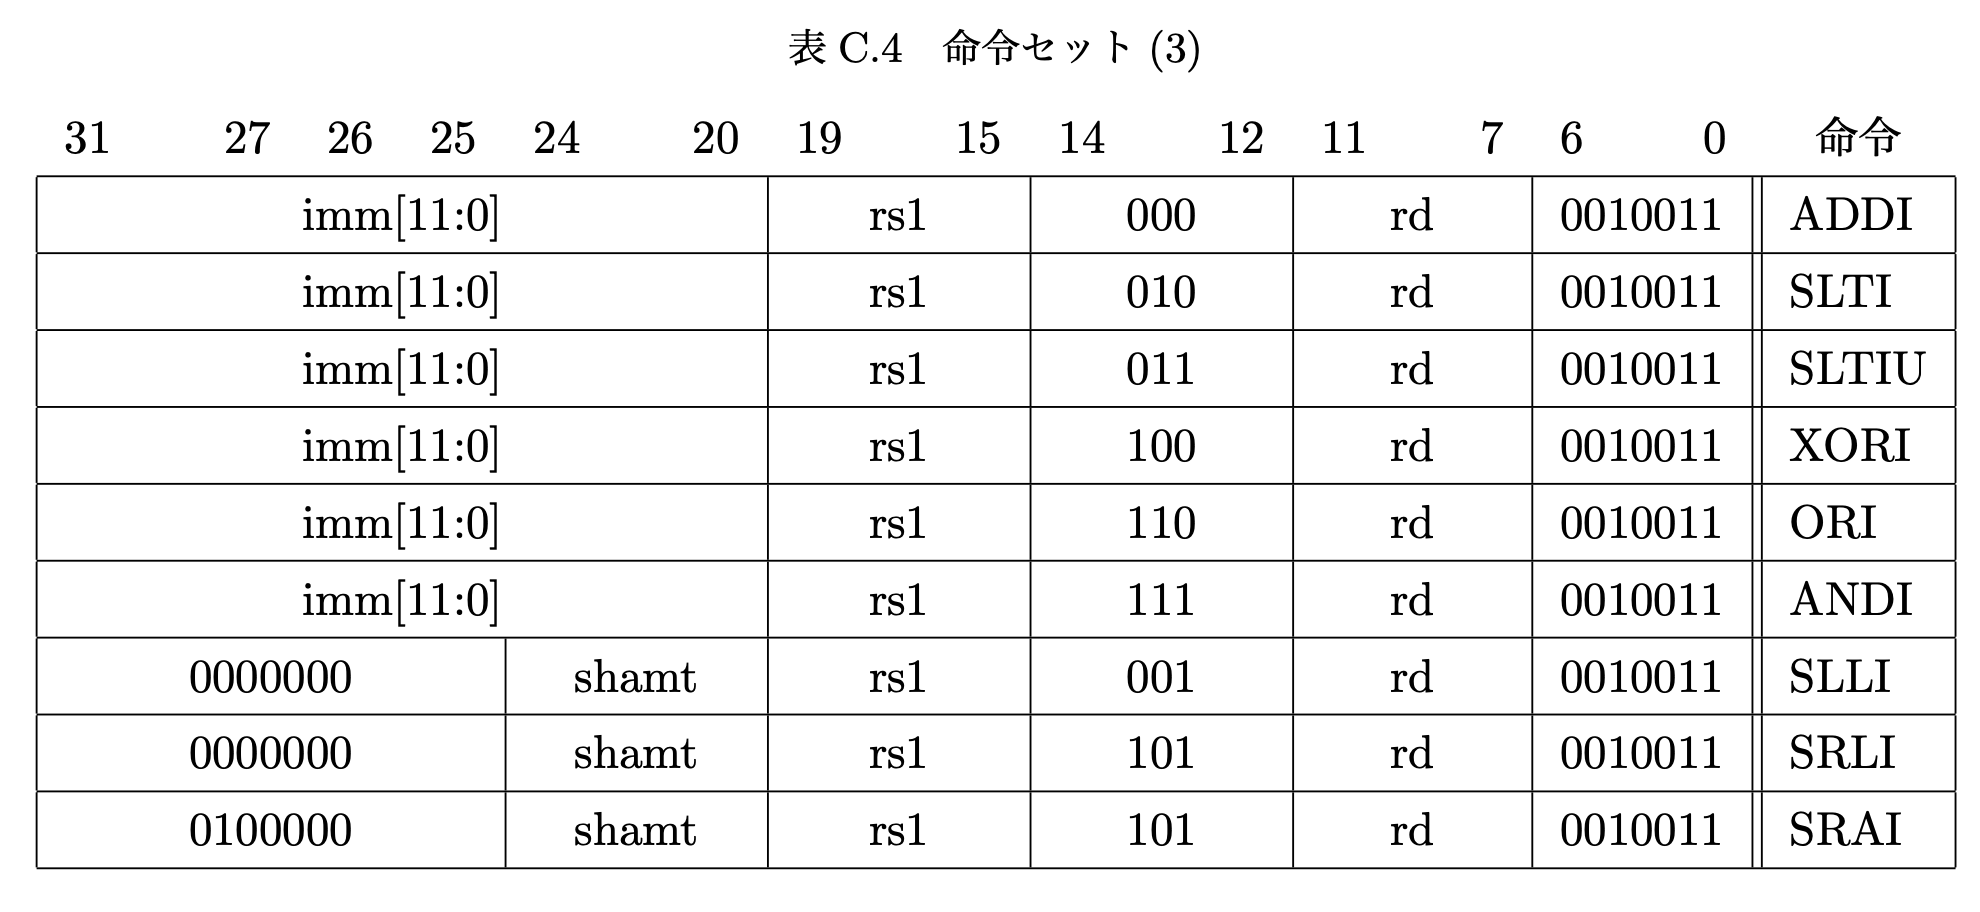 表 C.4　命令セット (3)
31 27 26 25 24 20 19 15 14 12 11 7 6 0 命令
imm[11:0] rs1 000 rd 0010011 ADDI
imm[11:0] rs1 010 rd 0010011 SLTI
imm[11:0] rs1 011 rd 0010011 SLTIU
imm[11:0] rs1 100 rd 0010011 XORI
imm[11:0] rs1 110 rd 0010011 ORI
imm[11:0] rs1 111 rd 0010011 ANDI
0000000 shamt rs1 001 rd 0010011 SLLI
0000000 shamt rs1 101 rd 0010011 SRLI
0100000 shamt rs1 101 rd 0010011 SRAI